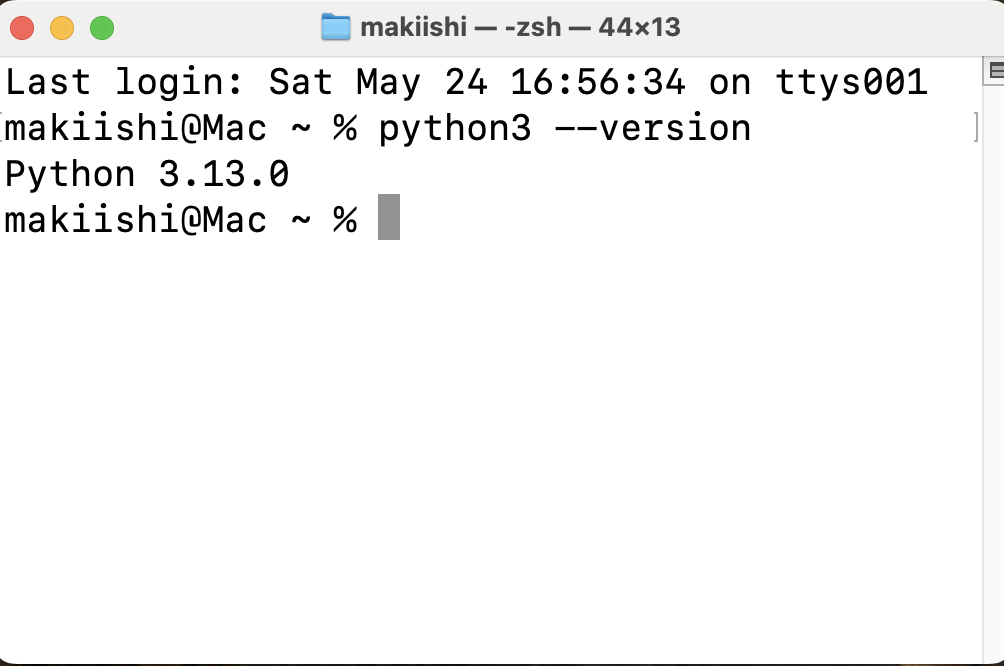 makiishi — -zsh — 44×13
Last login: Sat May 24 16:56:34 on ttys001
makiishi@Mac ~ % python3 --version
Python 3.13.0
makiishi@Mac ~ %